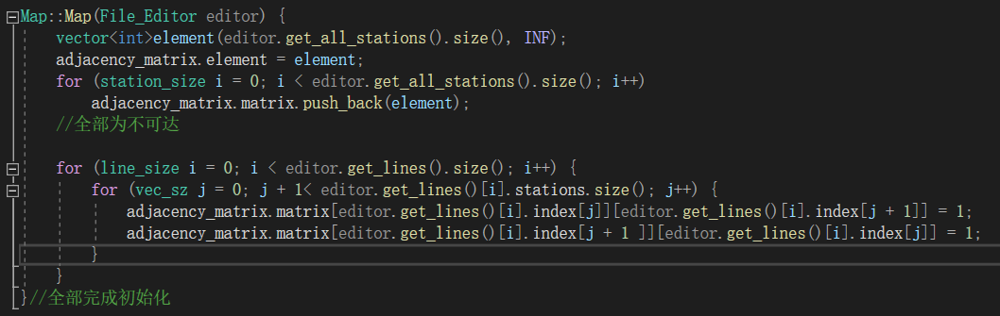 Map::Map(File_Editor editor) {
vector<int>element(editor.get_all_stations().size(), INF);
adjacency_matrix.element = element;
for (station_size i = 0; i < editor.get_all_stations().size(); i++)
adjacency_matrix.matrix.push_back(element);
//全部为不可达
for (line_size i = 0; i < editor.get_lines().size(); i++) {
for (vec_sz j = 0; j + 1< editor.get_lines()[i].stations.size(); j++) {
adjacency_matrix.matrix[editor.get_lines()[i].index[j]][editor.get_lines()[i].index[j + 1]] = 1;
adjacency_matrix.matrix[editor.get_lines()[i].index[j + 1 ]][editor.get_lines()[i].index[j]] = 1;
}
}
}//全部完成初始化